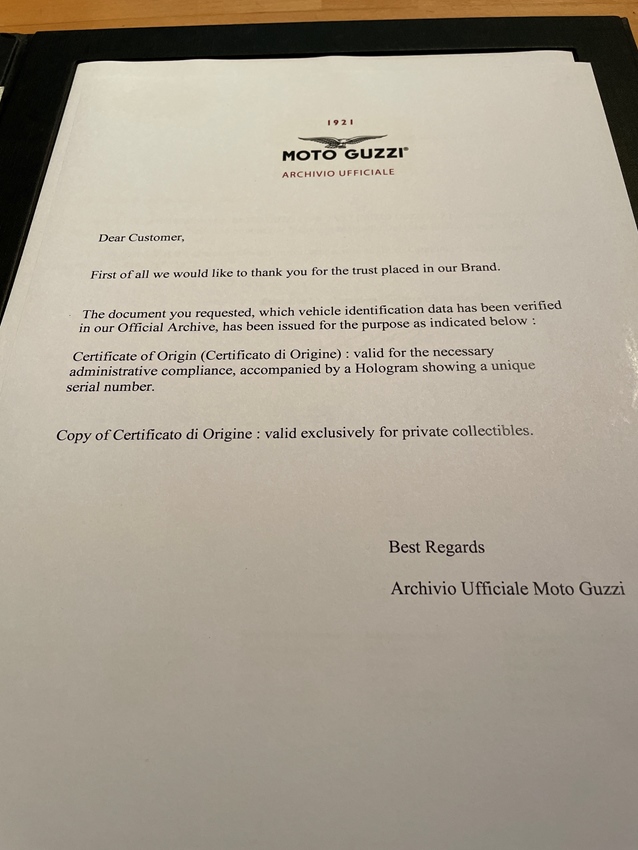 1921
MOTO GUZZI®
ARCHIVIO UFFICIALE
Dear Customer,
First of all we would like to thank you for the trust placed in our Brand.
The document you requested, which vehicle identification data has been verified
in our Official Archive, has been issued for the purpose as indicated below :
Certificate of Origin (Certificato di Origine) : valid for the necessary
administrative compliance, accompanied by a Hologram showing a unique
serial number.
Copy of Certificato di Origine : valid exclusively for private collectibles.
Best Regards
Archivio Ufficiale Moto Guzzi